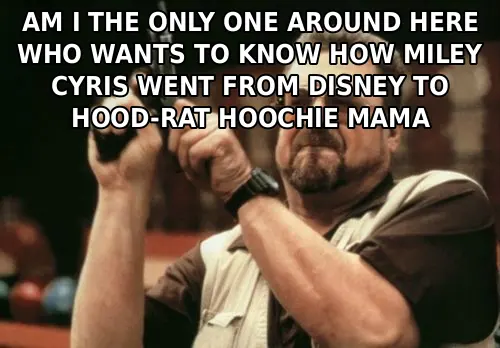 AM I THE ONLY ONE AROUND HERE
WHO WANTS TO KNOW HOW MILEY
CYRIS WENT FROM DISNEY TO
HOOD-RAT HOOCHIE MAMA